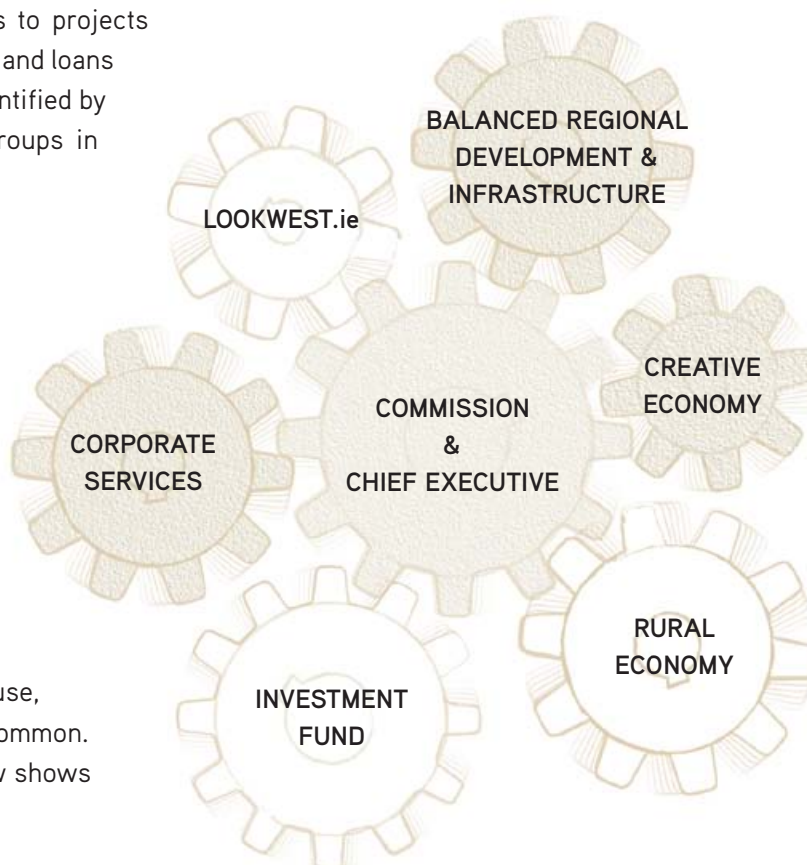 s to projects
and loans
ntified by
roups in
BALANCED REGIONAL
DEVELOPMENT &
INFRASTRUCTURE
LOOKWEST.ie
CREATIVE
ECONOMY
COMMISSION
&
CHIEF EXECUTIVE
CORPORATE
SERVICES
RURAL
ECONOMY
INVESTMENT
FUND
use,
ommon.
w shows